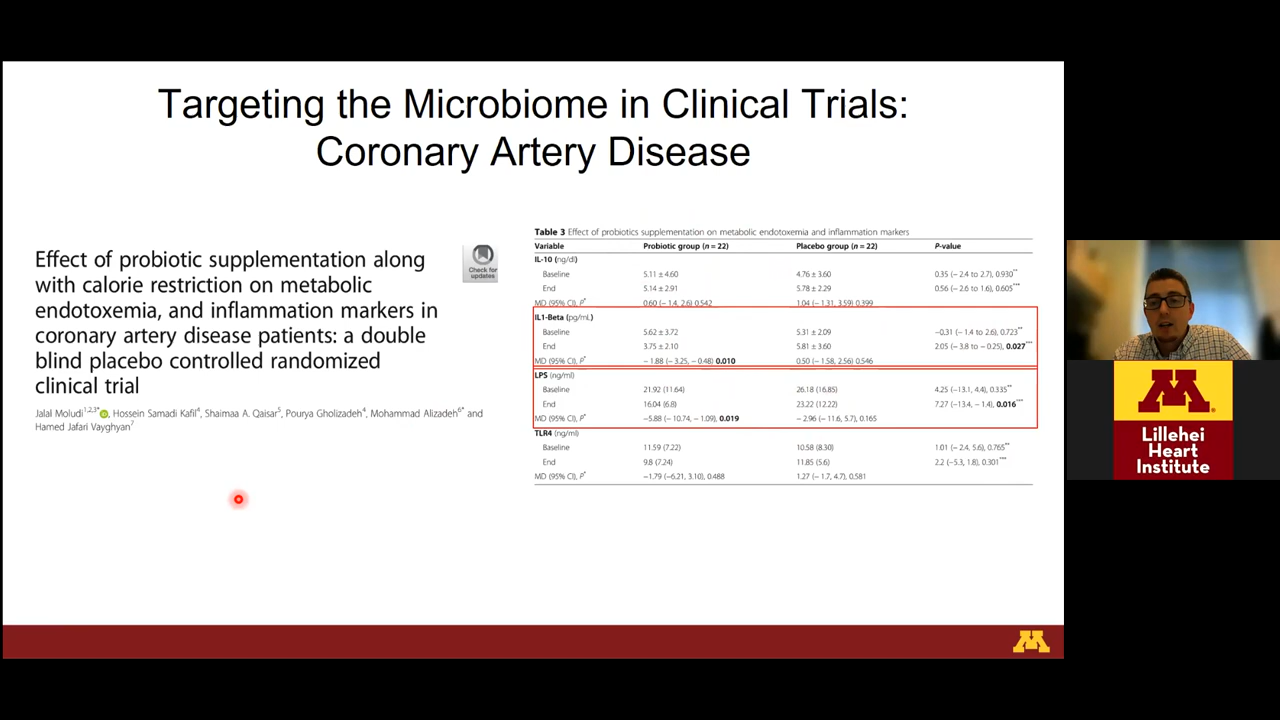 Targeting the Microbiome in Clinical Trials:
Coronary Artery Disease
Effect of probiotic supplementation along
with calorie restriction on metabolic
endotoxemia, and inflammation markers in
coronary artery disease patients: a double
blind placebo controlled randomized
clinical trial
Check for
updates
Jalal Moludi1,2,3*, Hossein Samadi Kafil4, Shaimaa A. Qaisar5, Pourya Gholizadeh4, Mohammad Alizadeh6* and
Hamed Jafari Vayghyan7
Table 3 Effect of probiotics supplementation on metabolic endotoxemia and inflammation markers
Variable Probiotic group (n = 22) Placebo group (n = 22) P-value
IL-10 (ng/dl)
Baseline 5.11 ± 4.60 4.76 ± 3.60 0.35 (− 2.4 to 2.7), 0.930**
End 5.14 ± 2.91 5.78 ± 2.29 0.56 (− 2.6 to 1.6), 0.605***
MD (95% CI), P* 0.60 (− 1.4, 2.6) 0.542 1.04 (− 1.31, 3.59) 0.399
IL1-Beta (pg/mL)
Baseline 5.62 ± 3.72 5.31 ± 2.09 −0.31 (− 1.4 to 2.6), 0.723**
End 3.75 ± 2.10 5.81 ± 3.60 2.05 (− 3.8 to − 0.25), 0.027***
MD (95% CI), P* − 1.88 (− 3.25, − 0.48) 0.010 0.50 (− 1.58, 2.56) 0.546
LPS (ng/ml)
Baseline 21.92 (11.64) 26.18 (16.85) 4.25 (−13.1, 4.4), 0.335**
End 16.04 (6.8) 23.22 (12.22) 7.27 (−13.4, − 1.4), 0.016***
MD (95% CI), P* −5.88 (− 10.74, − 1.09), 0.019 − 2.96 (− 11.6, 5.7), 0.165
TLR4 (ng/ml)
Baseline 11.59 (7.22) 10.58 (8.30) 1.01 (− 2.4, 5.6), 0.765**
End 9.8 (7.24) 11.85 (5.6) 2.2 (−5.3, 1.8), 0.301***
MD (95% CI), P* −1.79 (−6.21, 3.10), 0.488 1.27 (− 1.7, 4.7), 0.581
M
M
Lillehei
Heart
Institute